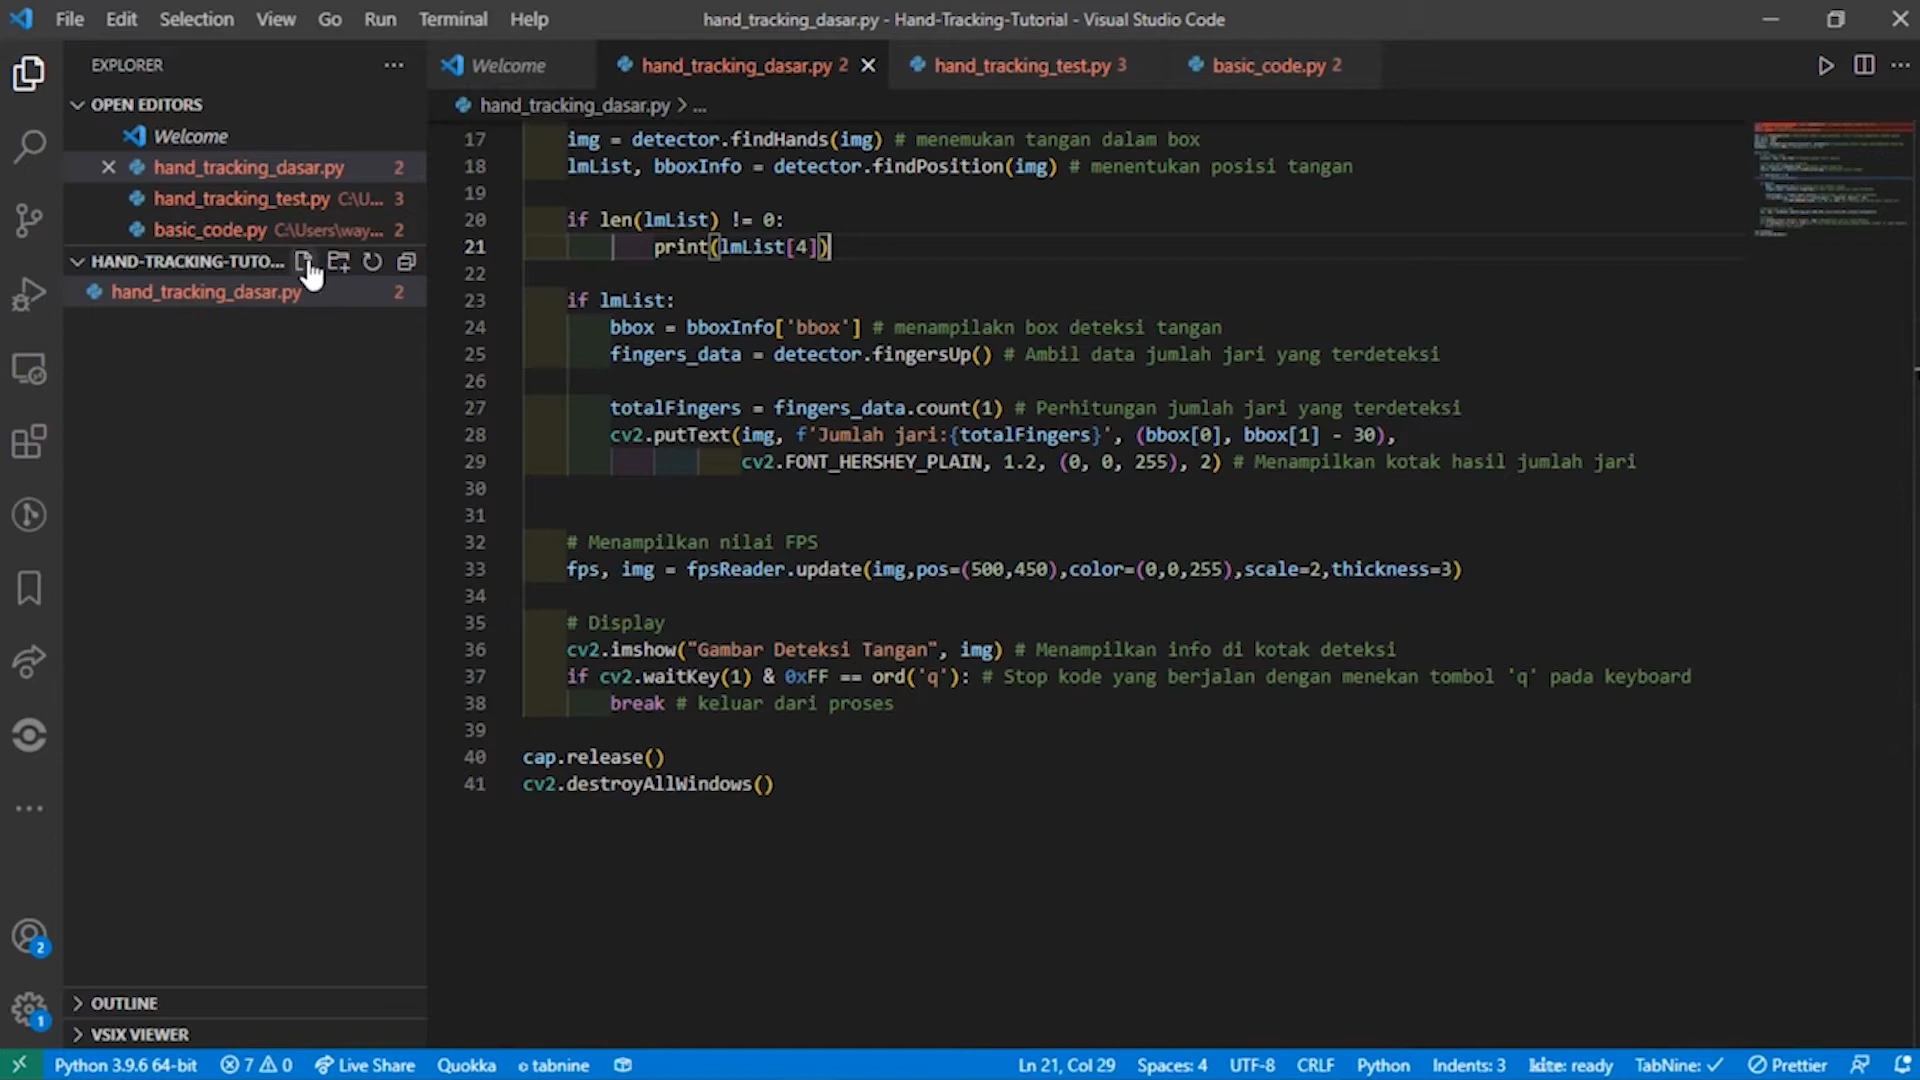 File Edit Selection View Go Run Terminal Help
hand_tracking_dasar.py - Hand-Tracking-Tutorial - Visual Studio Code
EXPLORER
OPEN EDITORS
Welcome
hand_tracking_dasar.py 2
hand_tracking_test.py C:\U... 3
basic_code.py C:\Users\way... 2
HAND-TRACKING-TUTO...
hand_tracking_dasar.py 2
OUTLINE
VSIX VIEWER
2
1
Welcome hand_tracking_dasar.py 2 hand_tracking_test.py 3 basic_code.py 2
hand_tracking_dasar.py > ...
17 img = detector.findHands(img) # menemukan tangan dalam box
18 lmList, bboxInfo = detector.findPosition(img) # menentukan posisi tangan
19
20 if len(lmList) != 0:
21 print(lmList[4])
22
23 if lmList:
24 bbox = bboxInfo['bbox'] # menampilakn box deteksi tangan
25 fingers_data = detector.fingersUp() # Ambil data jumlah jari yang terdeteksi
26
27 totalFingers = fingers_data.count(1) # Perhitungan jumlah jari yang terdeteksi
28 cv2.putText(img, f'Jumlah jari:{totalFingers}', (bbox[0], bbox[1] - 30),
29 cv2.FONT_HERSHEY_PLAIN, 1.2, (0, 0, 255), 2) # Menampilkan kotak hasil jumlah jari
30
31
32 # Menampilkan nilai FPS
33 fps, img = fpsReader.update(img,pos=(500,450),color=(0,0,255),scale=2,thickness=3)
34
35 # Display
36 cv2.imshow("Gambar Deteksi Tangan", img) # Menampilkan info di kotak deteksi
37 if cv2.waitKey(1) & 0xFF == ord('q'): # Stop kode yang berjalan dengan menekan tombol 'q' pada keyboard
38 break # keluar dari proses
39
40 cap.release()
41 cv2.destroyAllWindows()
Python 3.9.6 64-bit 7 0 Live Share Quokka tabnine Ln 21, Col 29 Spaces: 4 UTF-8 CRLF Python Indents: 3 kite: ready TabNine: ✓ Prettier